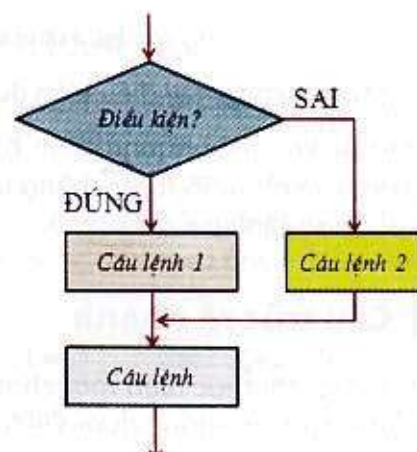 Điều kiện?
SAI
ĐÚNG
Câu lệnh 1
Câu lệnh 2
Câu lệnh